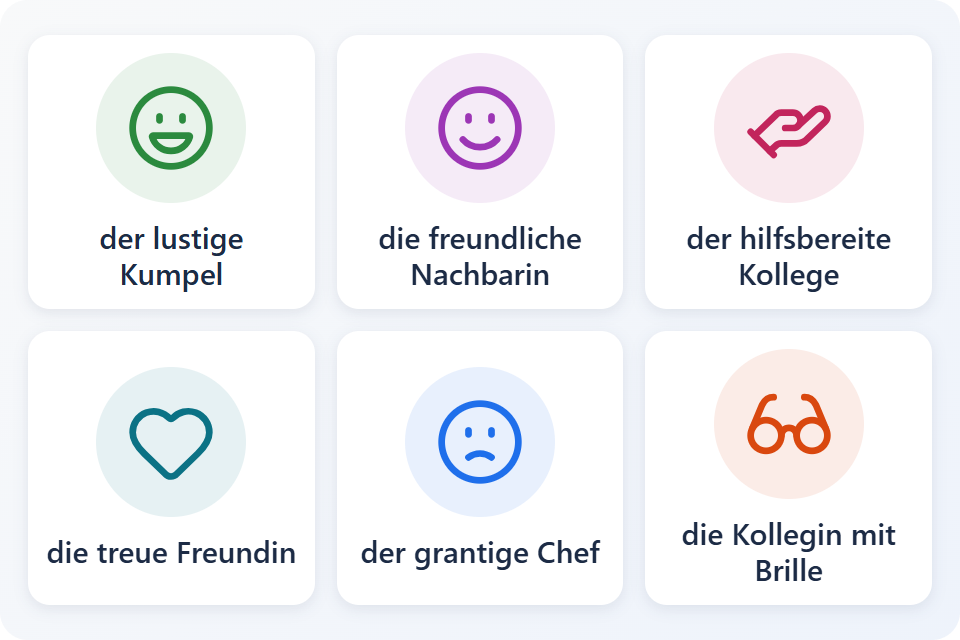 der lustige
Kumpel
die freundliche
Nachbarin
der hilfsbereite
Kollege
die treue Freundin
der grantige Chef
die Kollegin mit
Brille